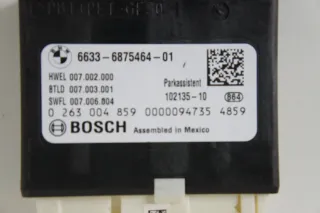 6633-6875464-01
HWEL 007.002.000
BTLD 007.003.001
SWFL 007.006.804
Parkassistent
102135-10 B64
0 263 004 859 0000094735 4859
BOSCH Assembled in Mexico